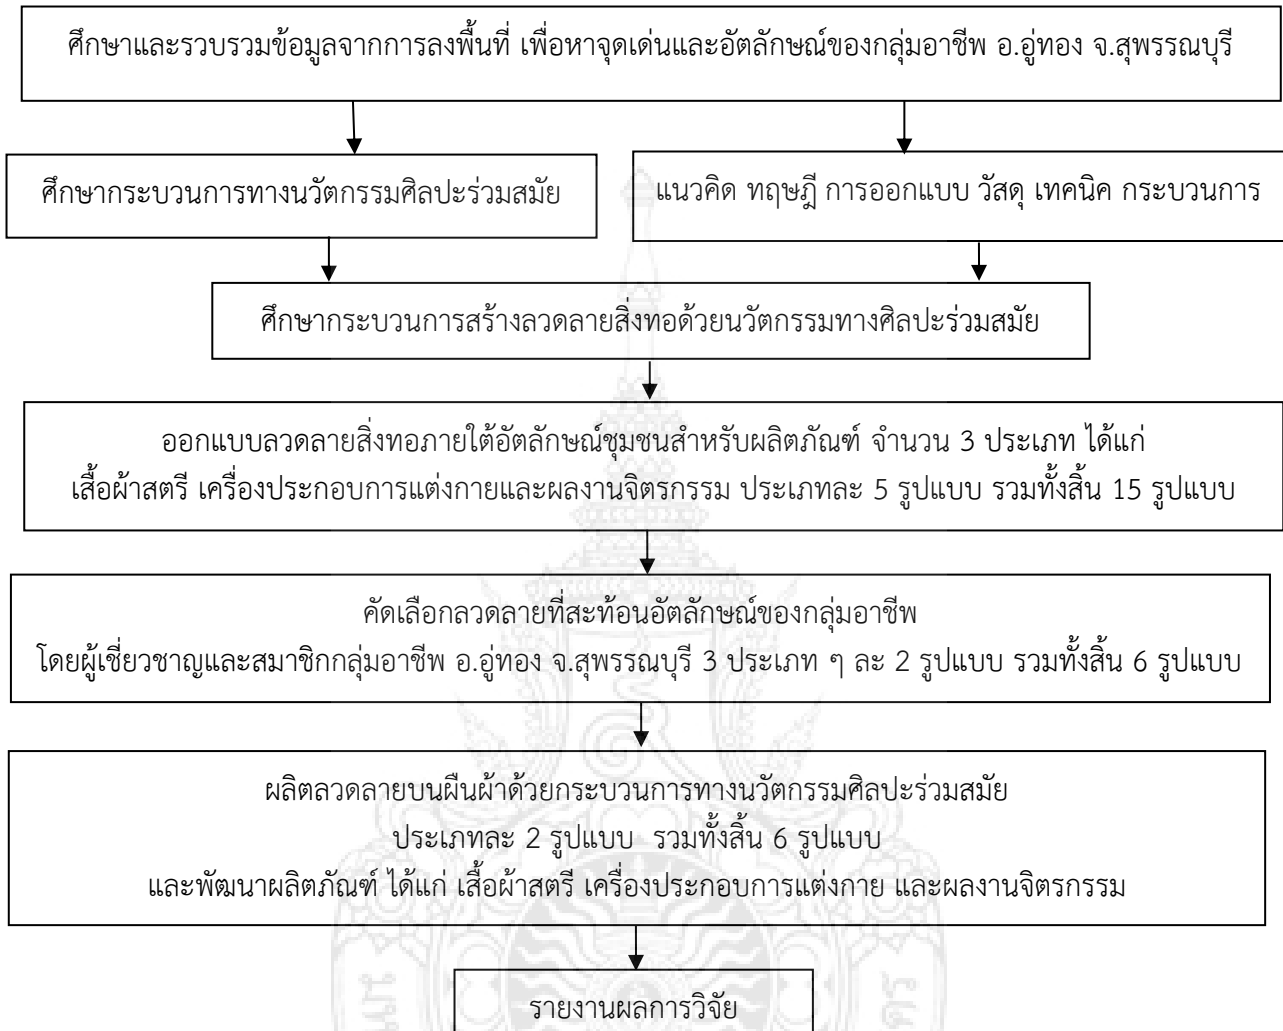 ศึกษาและรวบรวมข้อมูลจากการลงพื้นที่ เพื่อหาจุดเด่นและอัตลักษณ์ของกลุ่มอาชีพ อ.อู่ทอง จ.สุพรรณบุรี
ศึกษากระบวนการทางนวัตกรรมศิลปะร่วมสมัย
แนวคิด ทฤษฎี การออกแบบ วัสดุ เทคนิค กระบวนการ
ศึกษากระบวนการสร้างลวดลายสิ่งทอด้วยนวัตกรรมทางศิลปะร่วมสมัย
ออกแบบลวดลายสิ่งทอภายใต้อัตลักษณ์ชุมชนสำหรับผลิตภัณฑ์ จำนวน 3 ประเภท ได้แก่
เสื้อผ้าสตรี เครื่องประกอบการแต่งกายและผลงานจิตรกรรม ประเภทละ 5 รูปแบบ รวมทั้งสิ้น 15 รูปแบบ
คัดเลือกลวดลายที่สะท้อนอัตลักษณ์ของกลุ่มอาชีพ
โดยผู้เชี่ยวชาญและสมาชิกกลุ่มอาชีพ อ.อู่ทอง จ.สุพรรณบุรี 3 ประเภท ๆ ละ 2 รูปแบบ รวมทั้งสิ้น 6 รูปแบบ
ผลิตลวดลายบนผืนผ้าด้วยกระบวนการทางนวัตกรรมศิลปะร่วมสมัย
ประเภทละ 2 รูปแบบ รวมทั้งสิ้น 6 รูปแบบ
และพัฒนาผลิตภัณฑ์ ได้แก่ เสื้อผ้าสตรี เครื่องประกอบการแต่งกาย และผลงานจิตรกรรม
รายงานผลการวิจัย